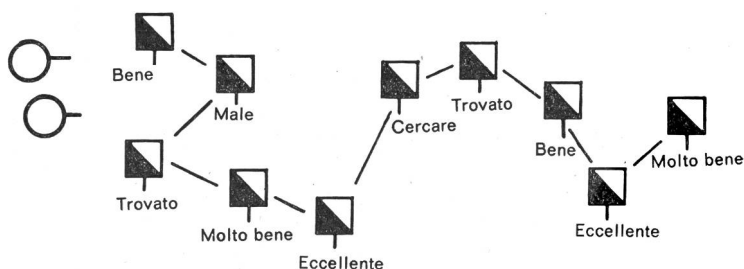 Bene
Male
Trovato
Molto bene
Eccellente
Cercare
Trovato
Bene
Eccellente
Molto bene